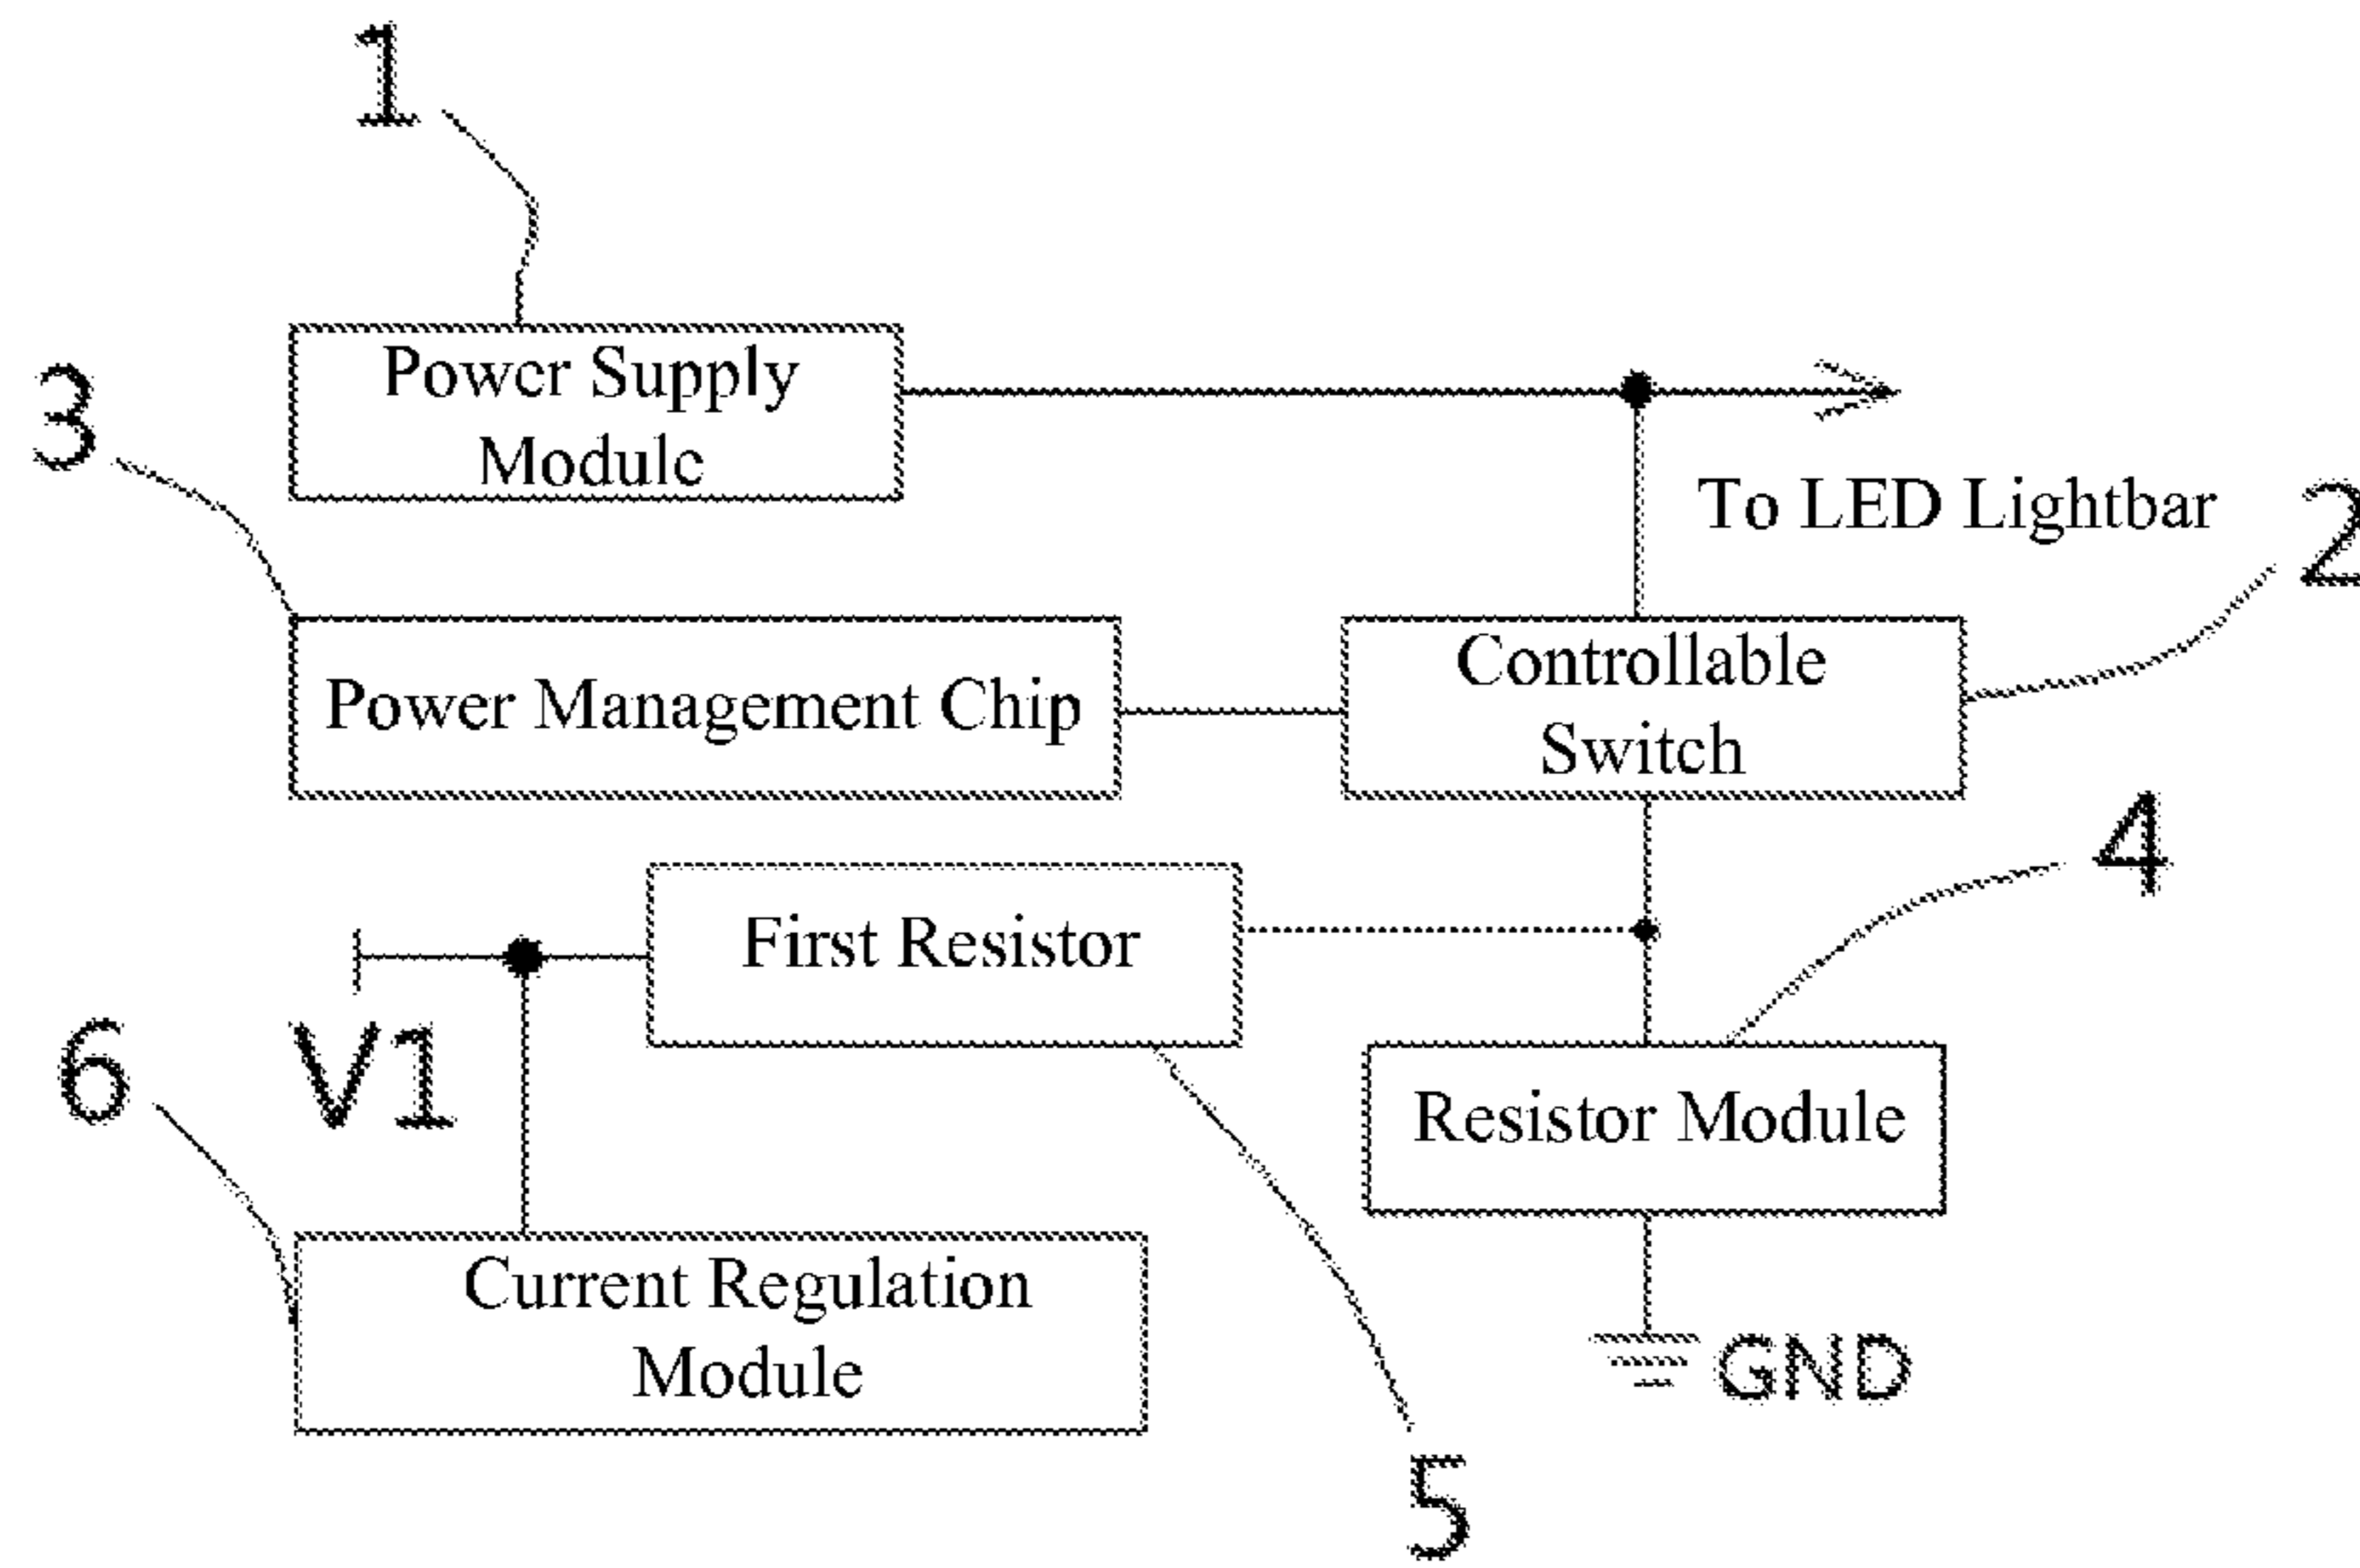 1
Power Supply
Module
3
To LED Lightbar
2
Power Management Chip
Controllable
Switch
4
First Resistor
V1
6
Resistor Module
Current Regulation
Module
GND
5